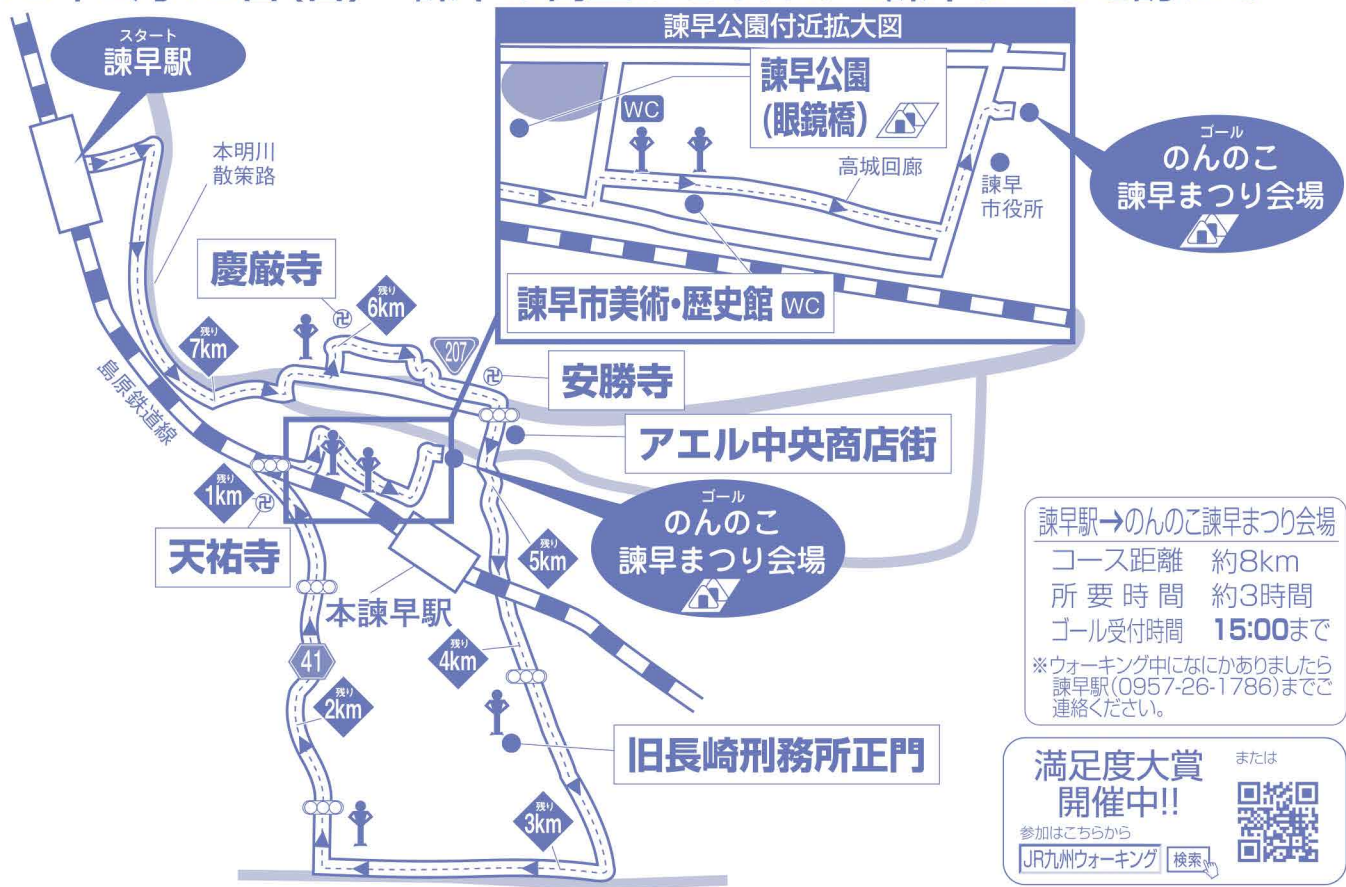 スタート
諫早駅
本明川
散策路
諫早公園付近拡大図
諫早公園
(眼鏡橋)
WC
高城回廊
諫早
市役所
ゴール
のんのこ
諫早まつり会場
諫早市美術・歴史館 WC
慶厳寺
残り
7km
残り
6km
207
安勝寺
島原鉄道線
アエル中央商店街
残り
1km
天祐寺
ゴール
のんのこ
諫早まつり会場
残り
5km
本諫早駅
41
残り
4km
残り
2km
旧長崎刑務所正門
残り
3km
諫早駅→のんのこ諫早まつり会場
コース距離 約8km
所要時間 約3時間
ゴール受付時間 15:00まで
※ウォーキング中になにかありましたら
諫早駅(0957-26-1786)までご
連絡ください。
満足度大賞
開催中!!
または
参加はこちらから
JR九州ウォーキング 検索